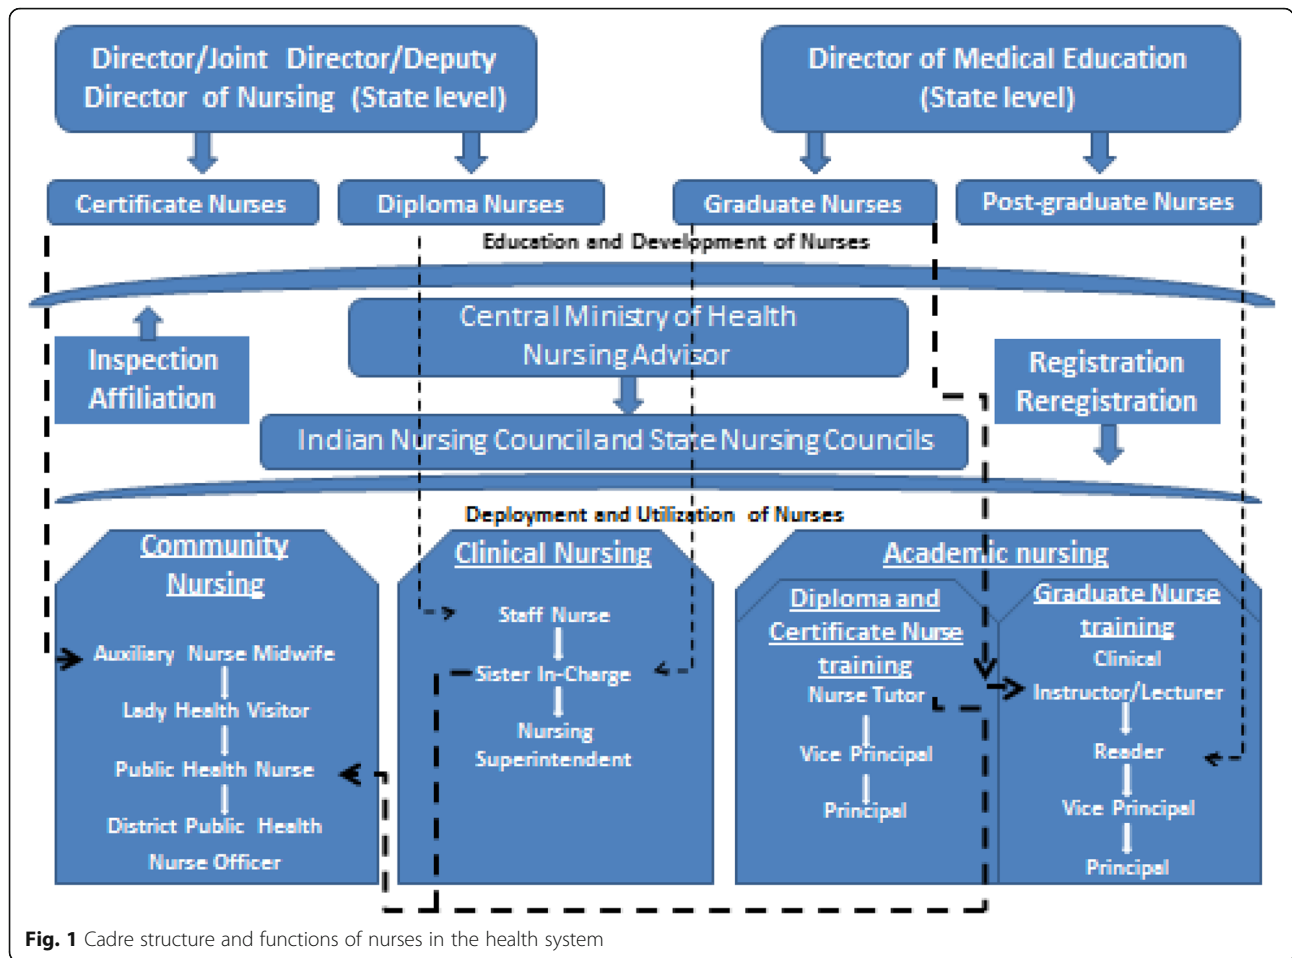 Director/Joint Director/Deputy
Director of Nursing (State level)
Director of Medical Education
(State level)
Certificate Nurses
Diploma Nurses
Graduate Nurses
Post-graduate Nurses
Education and Development of Nurses
Central Ministry of Health
Nursing Advisor
Inspection
Affiliation
Registration
Reregistration
Indian Nursing Council and State Nursing Councils
Deployment and Utilization of Nurses
Community
Nursing
Auxiliary Nurse Midwife
Lady Health Visitor
Public Health Nurse
District Public Health
Nurse Officer
Clinical Nursing
Staff Nurse
Sister In-Charge
Nursing
Superintendent
Academic nursing
Diploma and
Certificate Nurse
training
Nurse Tutor
Vice Principal
Principal
Graduate Nurse
training
Clinical
Instructor/Lecturer
Reader
Vice Principal
Principal
Fig. 1 Cadre structure and functions of nurses in the health system